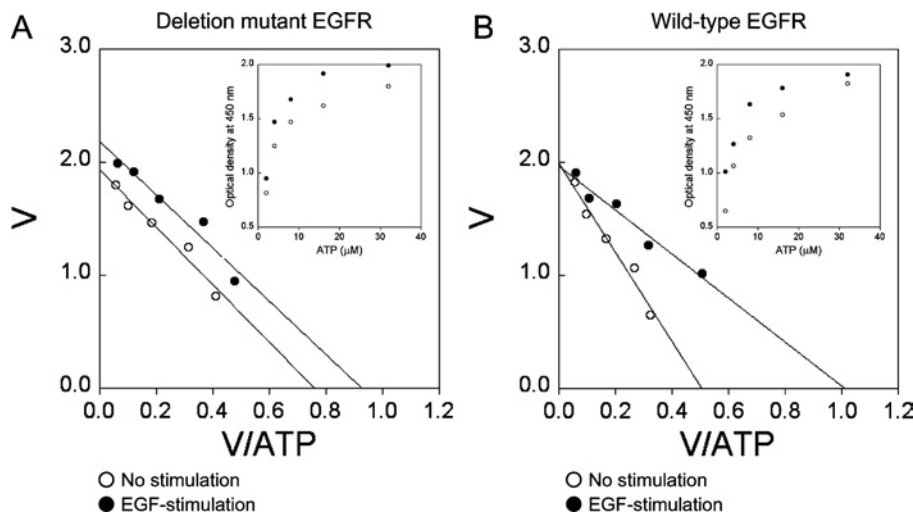 A
Deletion mutant EGFR
3.0
2.0
1.0
0.0
V
0.0 0.2 0.4 0.6 0.8 1.0 1.2
V/ATP
2.0
1.5
1.0
0.5
Optical density at 450 nm
0 10 20 30 40
ATP (µM)
No stimulation
EGF-stimulation
B
Wild-type EGFR
3.0
2.0
1.0
0.0
V
0.0 0.2 0.4 0.6 0.8 1.0 1.2
V/ATP
2.0
1.5
1.0
0.5
Optical density at 450 nm
0 10 20 30 40
ATP (µM)
No stimulation
EGF-stimulation